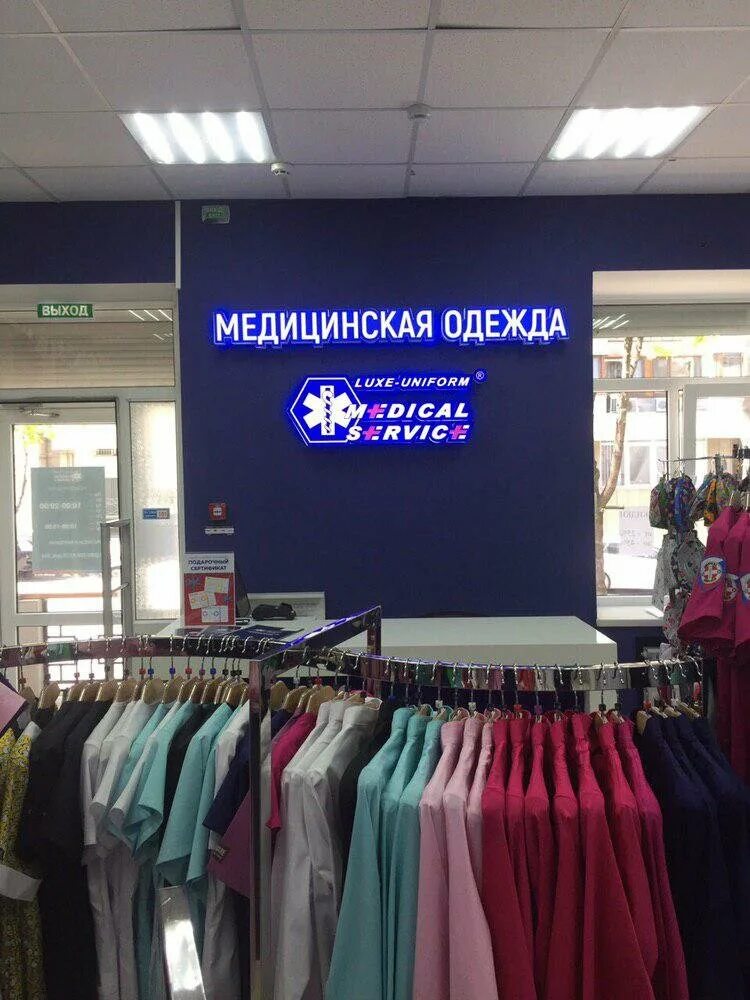 ВЫХОД
МЕДИЦИНСКАЯ ОДЕЖДА
LUXE-UNIFORM ®
MEDICAL
SERVICE
ПОДАРОЧНЫЙ
СЕРТИФИКАТ